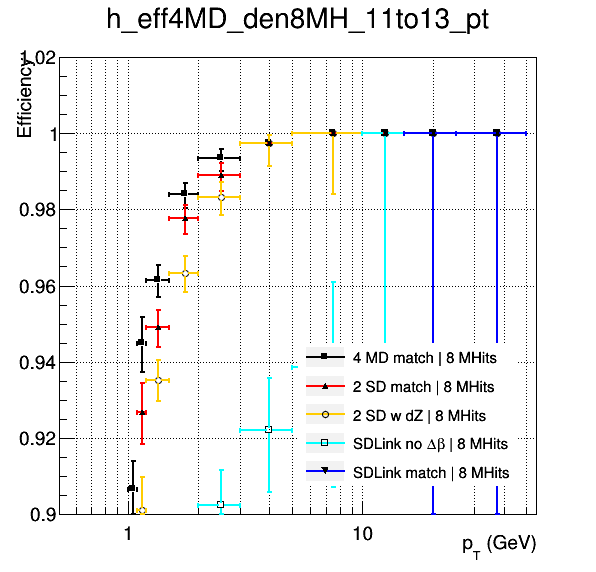 h_eff4MD_den8MH_11to13_pt
Efficiency
1.02
1
0.98
0.96
0.94
0.92
0.9
4 MD match | 8 MHits
2 SD match | 8 MHits
2 SD w dZ | 8 MHits
SDLink no Δβ | 8 MHits
SDLink match | 8 MHits
1 10
p_T (GeV)